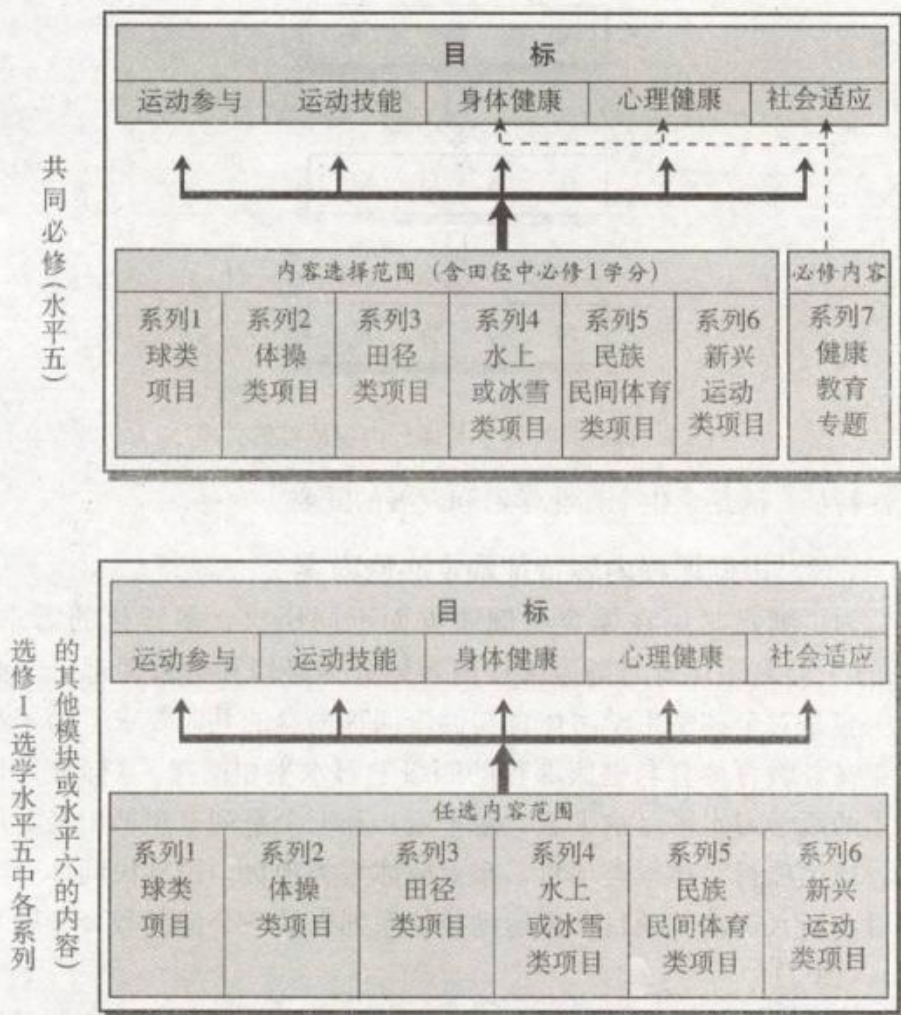 共同必修(水平五)
目 标
运动参与 运动技能 身体健康 心理健康 社会适应
内容选择范围(含田径中必修1学分) 必修内容
系列1 系列2 系列3 系列4 系列5 系列6 系列7
球类 体操 田径 水上 民族 新兴 健康
项目 类项目 类项目 或冰雪 民间体育 运动 教育
类项目 类项目 类项目 专题
选修Ⅰ(选学水平五中各系列
的其他模块或水平六的内容)
目 标
运动参与 运动技能 身体健康 心理健康 社会适应
任选内容范围
系列1 系列2 系列3 系列4 系列5 系列6
球类 体操 田径 水上 民族 新兴
项目 类项目 类项目 或冰雪 民间体育 运动
类项目 类项目 类项目